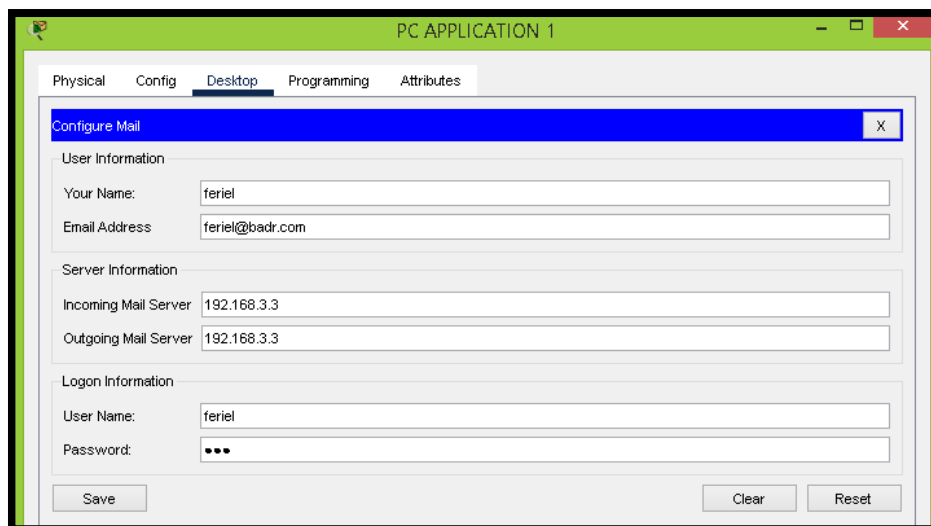 PC APPLICATION 1
Physical Config Desktop Programming Attributes
Configure Mail X
User Information
Your Name: feriel
Email Address feriel@badr.com
Server Information
Incoming Mail Server 192.168.3.3
Outgoing Mail Server 192.168.3.3
Logon Information
User Name: feriel
Password: •••
Save Clear Reset